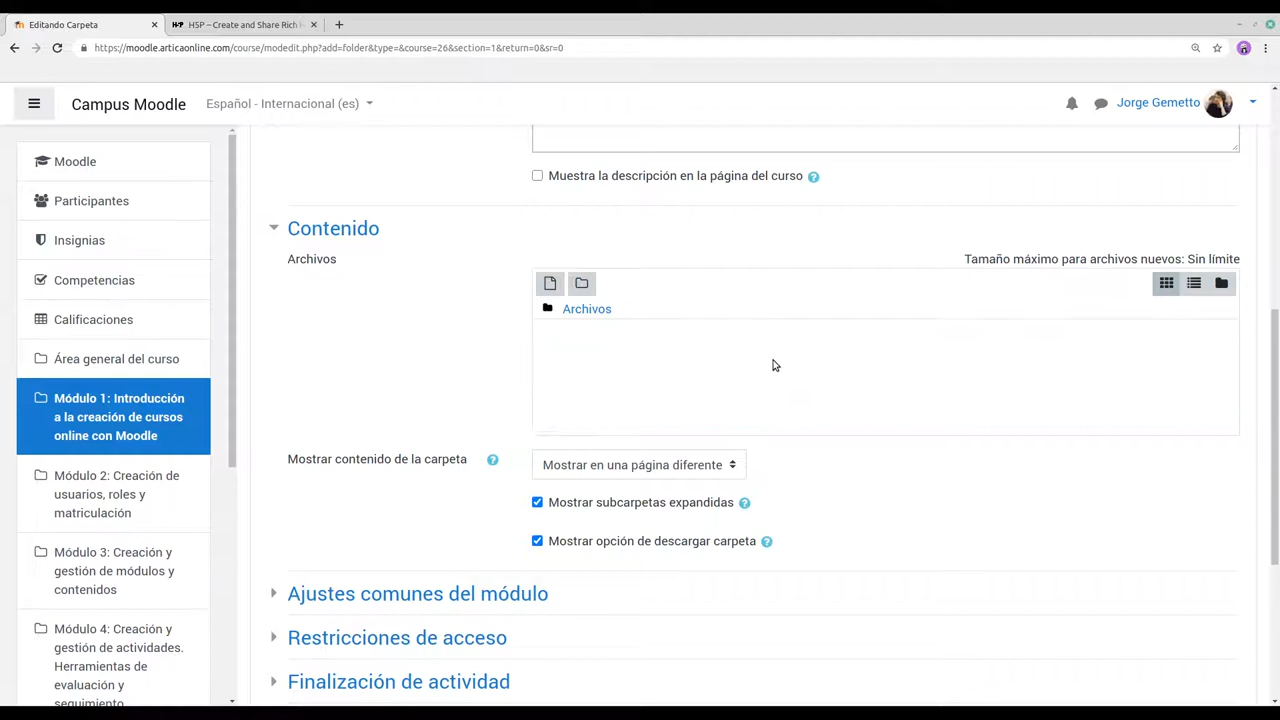 Editando Carpeta
H5P – Create and Share Rich
https://moodle.articaonline.com/course/modedit.php?add=folder&type=&course=26&section=1&return=0&sr=0
Campus Moodle
Español - Internacional (es)
Jorge Gemetto
Moodle
Participantes
Insignias
Competencias
Calificaciones
Área general del curso
Módulo 1: Introducción
a la creación de cursos
online con Moodle
Módulo 2: Creación de
usuarios, roles y
matriculación
Módulo 3: Creación y
gestión de módulos y
contenidos
Módulo 4: Creación y
gestión de actividades.
Herramientas de
evaluación y
seguimiento
Muestra la descripción en la página del curso
Contenido
Archivos
Tamaño máximo para archivos nuevos: Sin límite
Archivos
Mostrar contenido de la carpeta
Mostrar en una página diferente
Mostrar subcarpetas expandidas
Mostrar opción de descargar carpeta
Ajustes comunes del módulo
Restricciones de acceso
Finalización de actividad